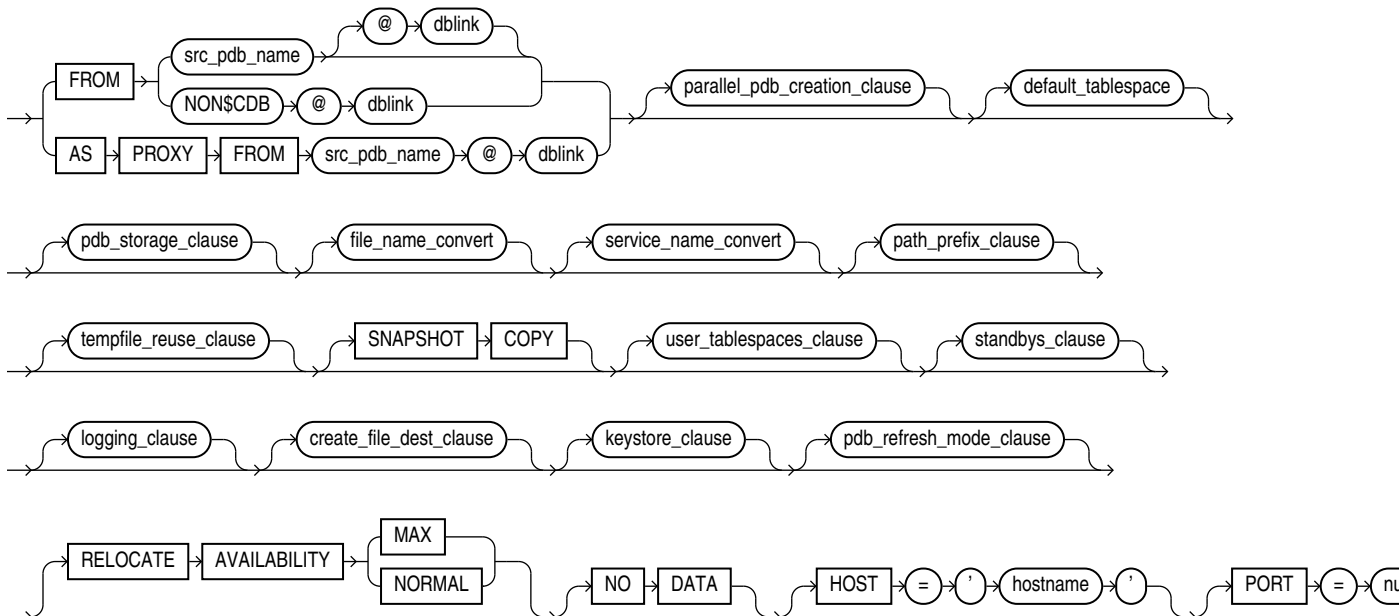 @ dblink
src_pdb_name
FROM parallel_pdb_creation_clause default_tablespace
NON$CDB @ dblink
AS PROXY FROM src_pdb_name @ dblink
pdb_storage_clause file_name_convert service_name_convert path_prefix_clause
tempfile_reuse_clause SNAPSHOT COPY user_tablespaces_clause standbys_clause
logging_clause create_file_dest_clause keystore_clause pdb_refresh_mode_clause
MAX
RELOCATE AVAILABILITY
NORMAL NO DATA HOST = ' hostname ' PORT =